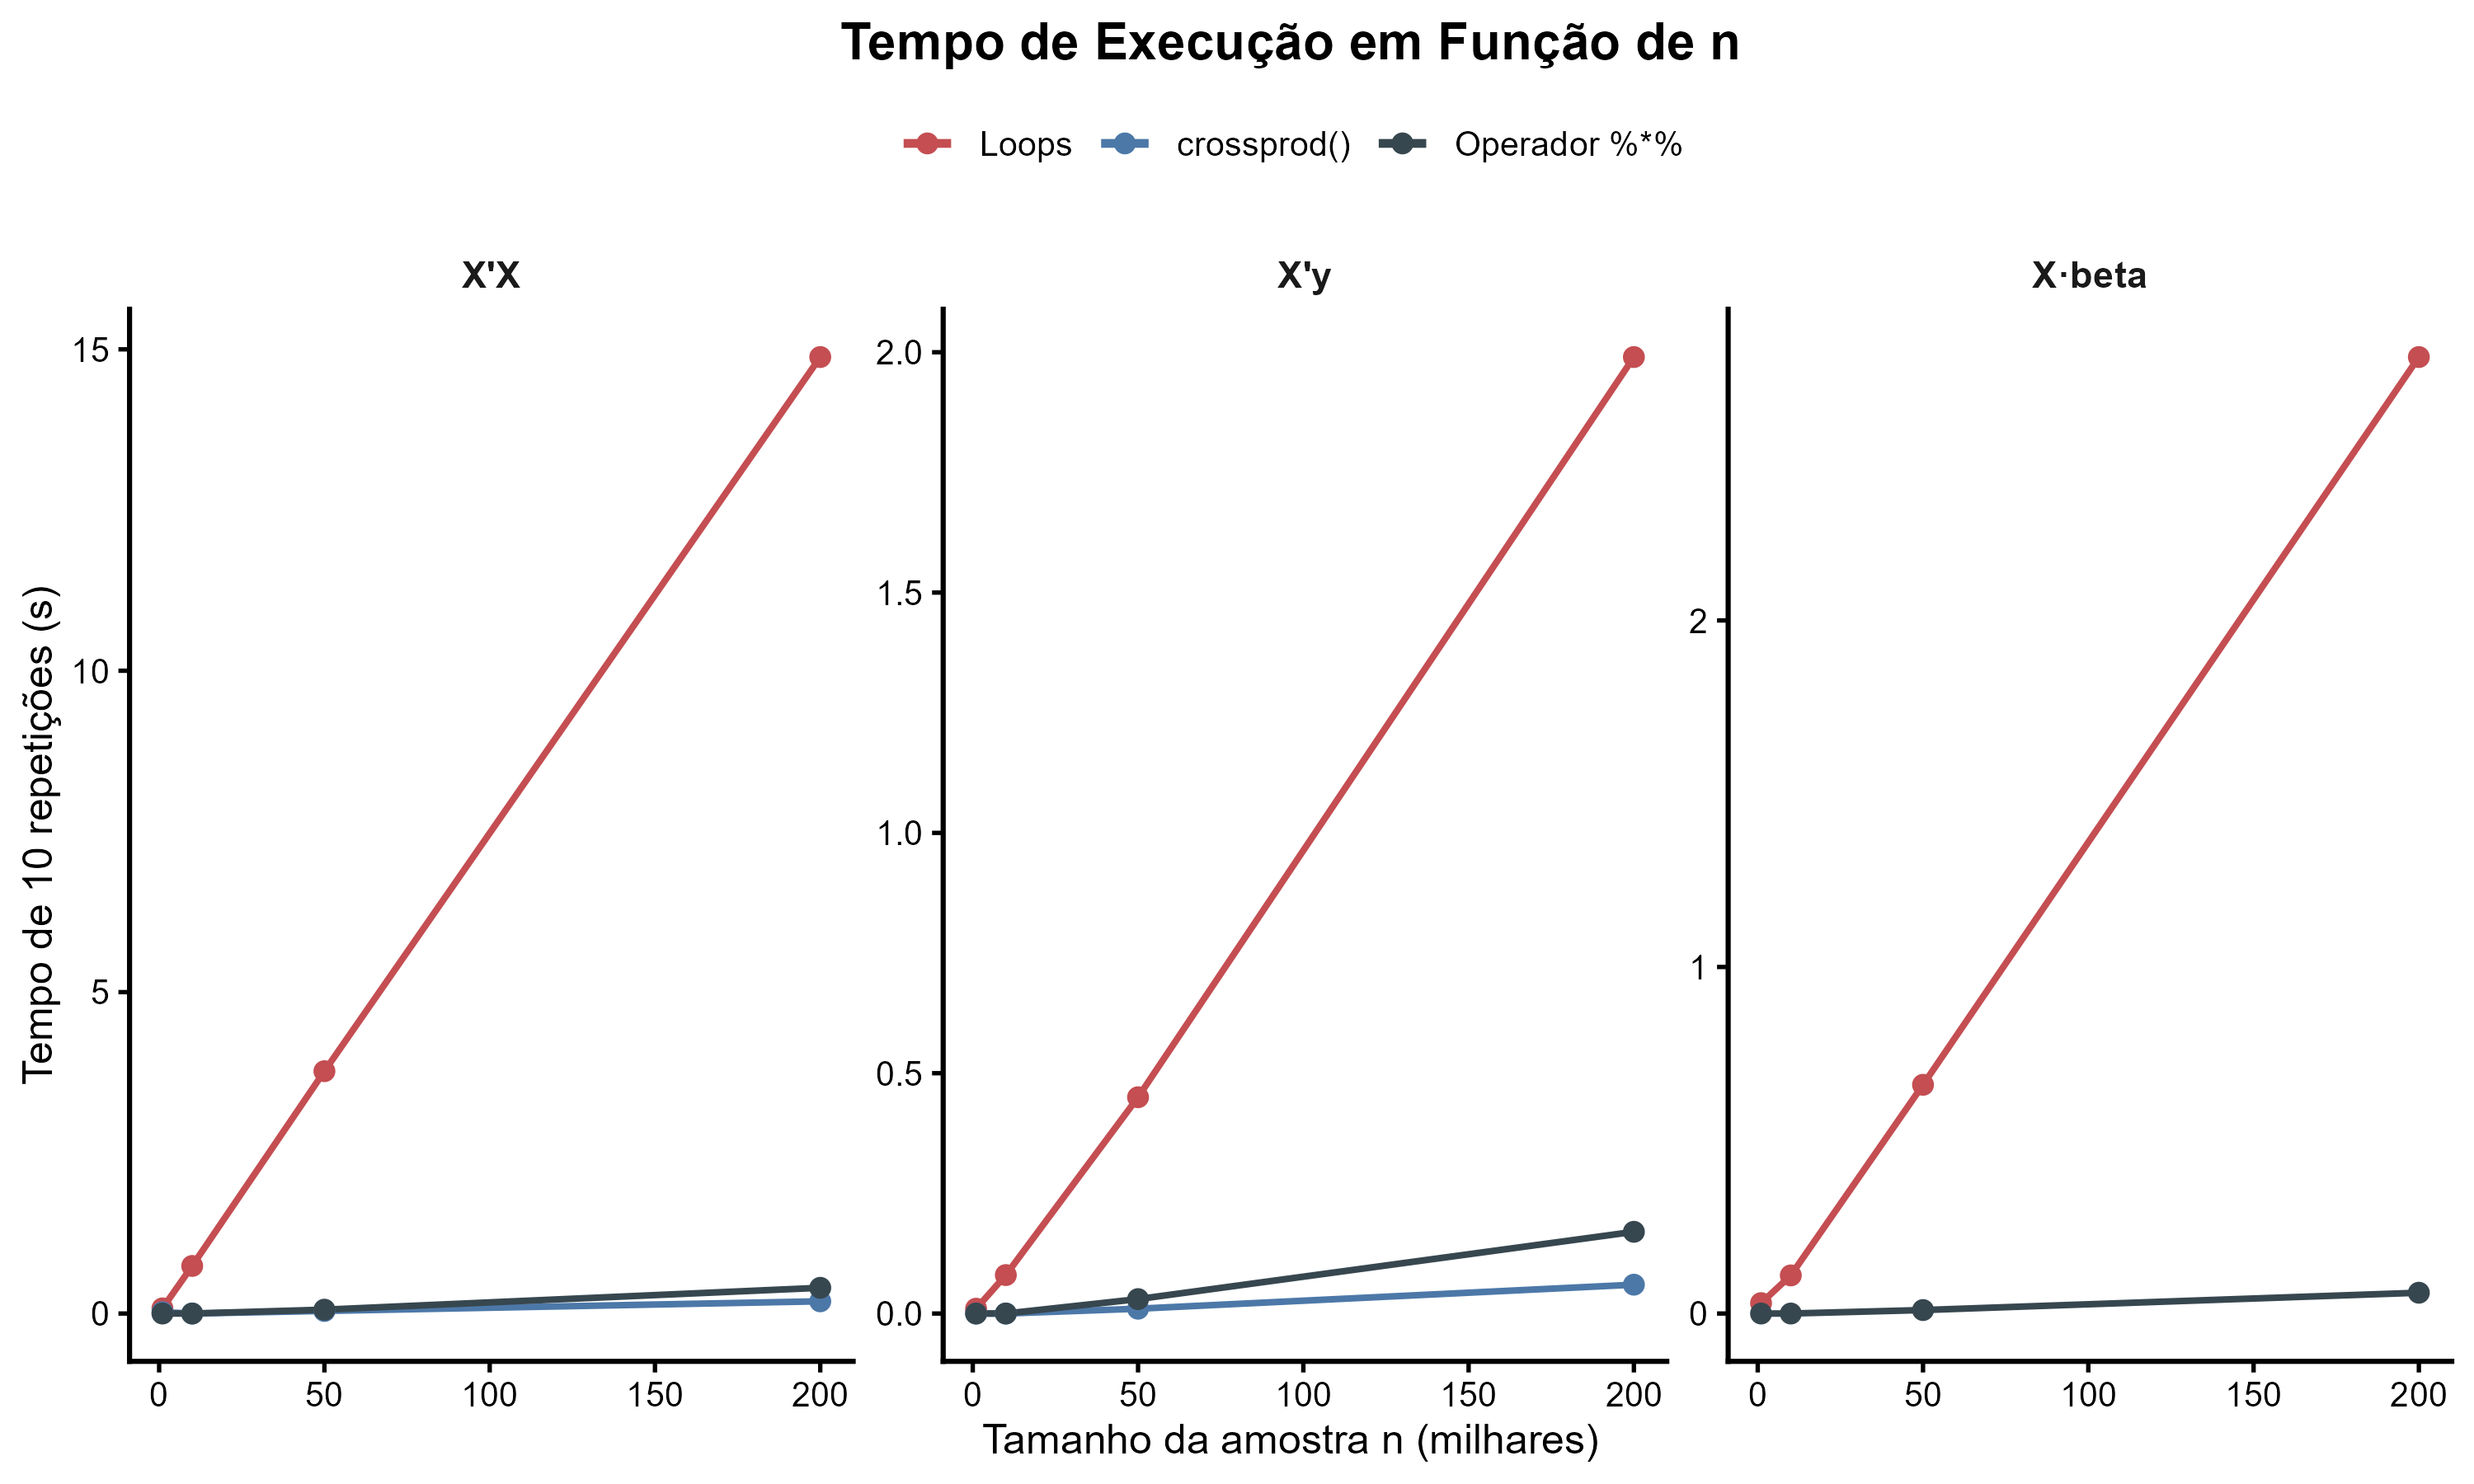 Tempo de Execução em Função de n
Loops crossprod() Operador %*%
X'X
X'y
X·beta
Tempo de 10 repetições (s)
15
10
5
0
2.0
1.5
1.0
0.5
0.0
2
1
0
0 50 100 150 200
0 50 100 150 200
0 50 100 150 200
Tamanho da amostra n (milhares)